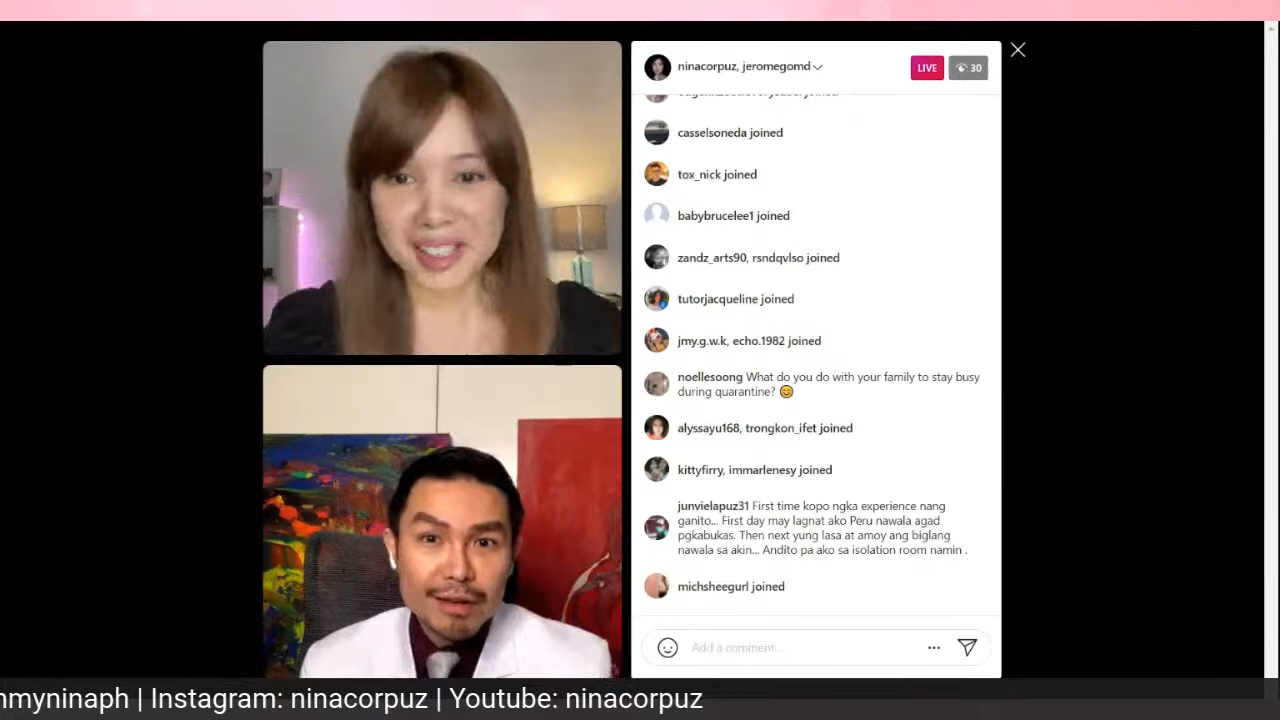 ninacorpuz, jeromegomd
LIVE
30
joined
casselsoneda joined
tox_nick joined
babybrucelee1 joined
zandz_arts90, rsndqvlso joined
tutorjacqueline joined
jmy.g.w.k, echo.1982 joined
noellesoong What do you do with your family to stay busy
during quarantine? 😊
alyssayu168, trongkon_ifet joined
kittyfirry, immarlenesy joined
junvielapuz31 First time kopo ngka experience nang
ganito... First day may lagnat ako Peru nawala agad
pgkabukas. Then next yung lasa at amoy ang biglang
nawala sa akin... Andito pa ako sa isolation room namin .
michsheegurl joined
Add a comment...
mmyninaph | Instagram: ninacorpuz | Youtube: ninacorpuz